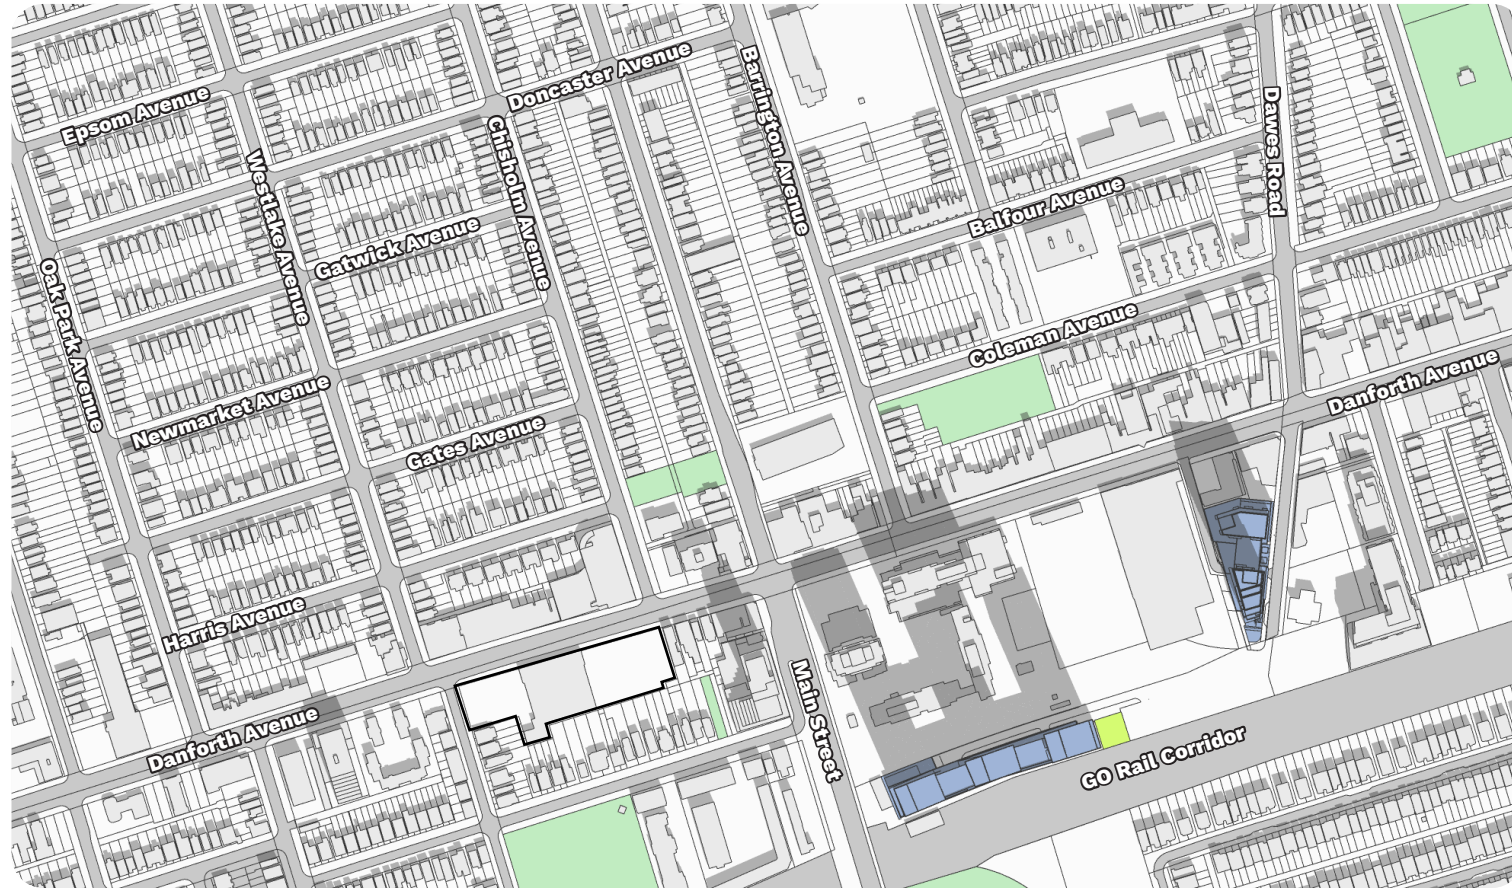 Epsom Avenue
Doncaster Avenue
Barrington Avenue
Dawes Road
Chisholm Avenue
Westlake Avenue
Balfour Avenue
Gatwick Avenue
Oak Park Avenue
Coleman Avenue
Danforth Avenue
Newmarket Avenue
Gates Avenue
Harris Avenue
Main Street
Danforth Avenue
GO Rail Corridor